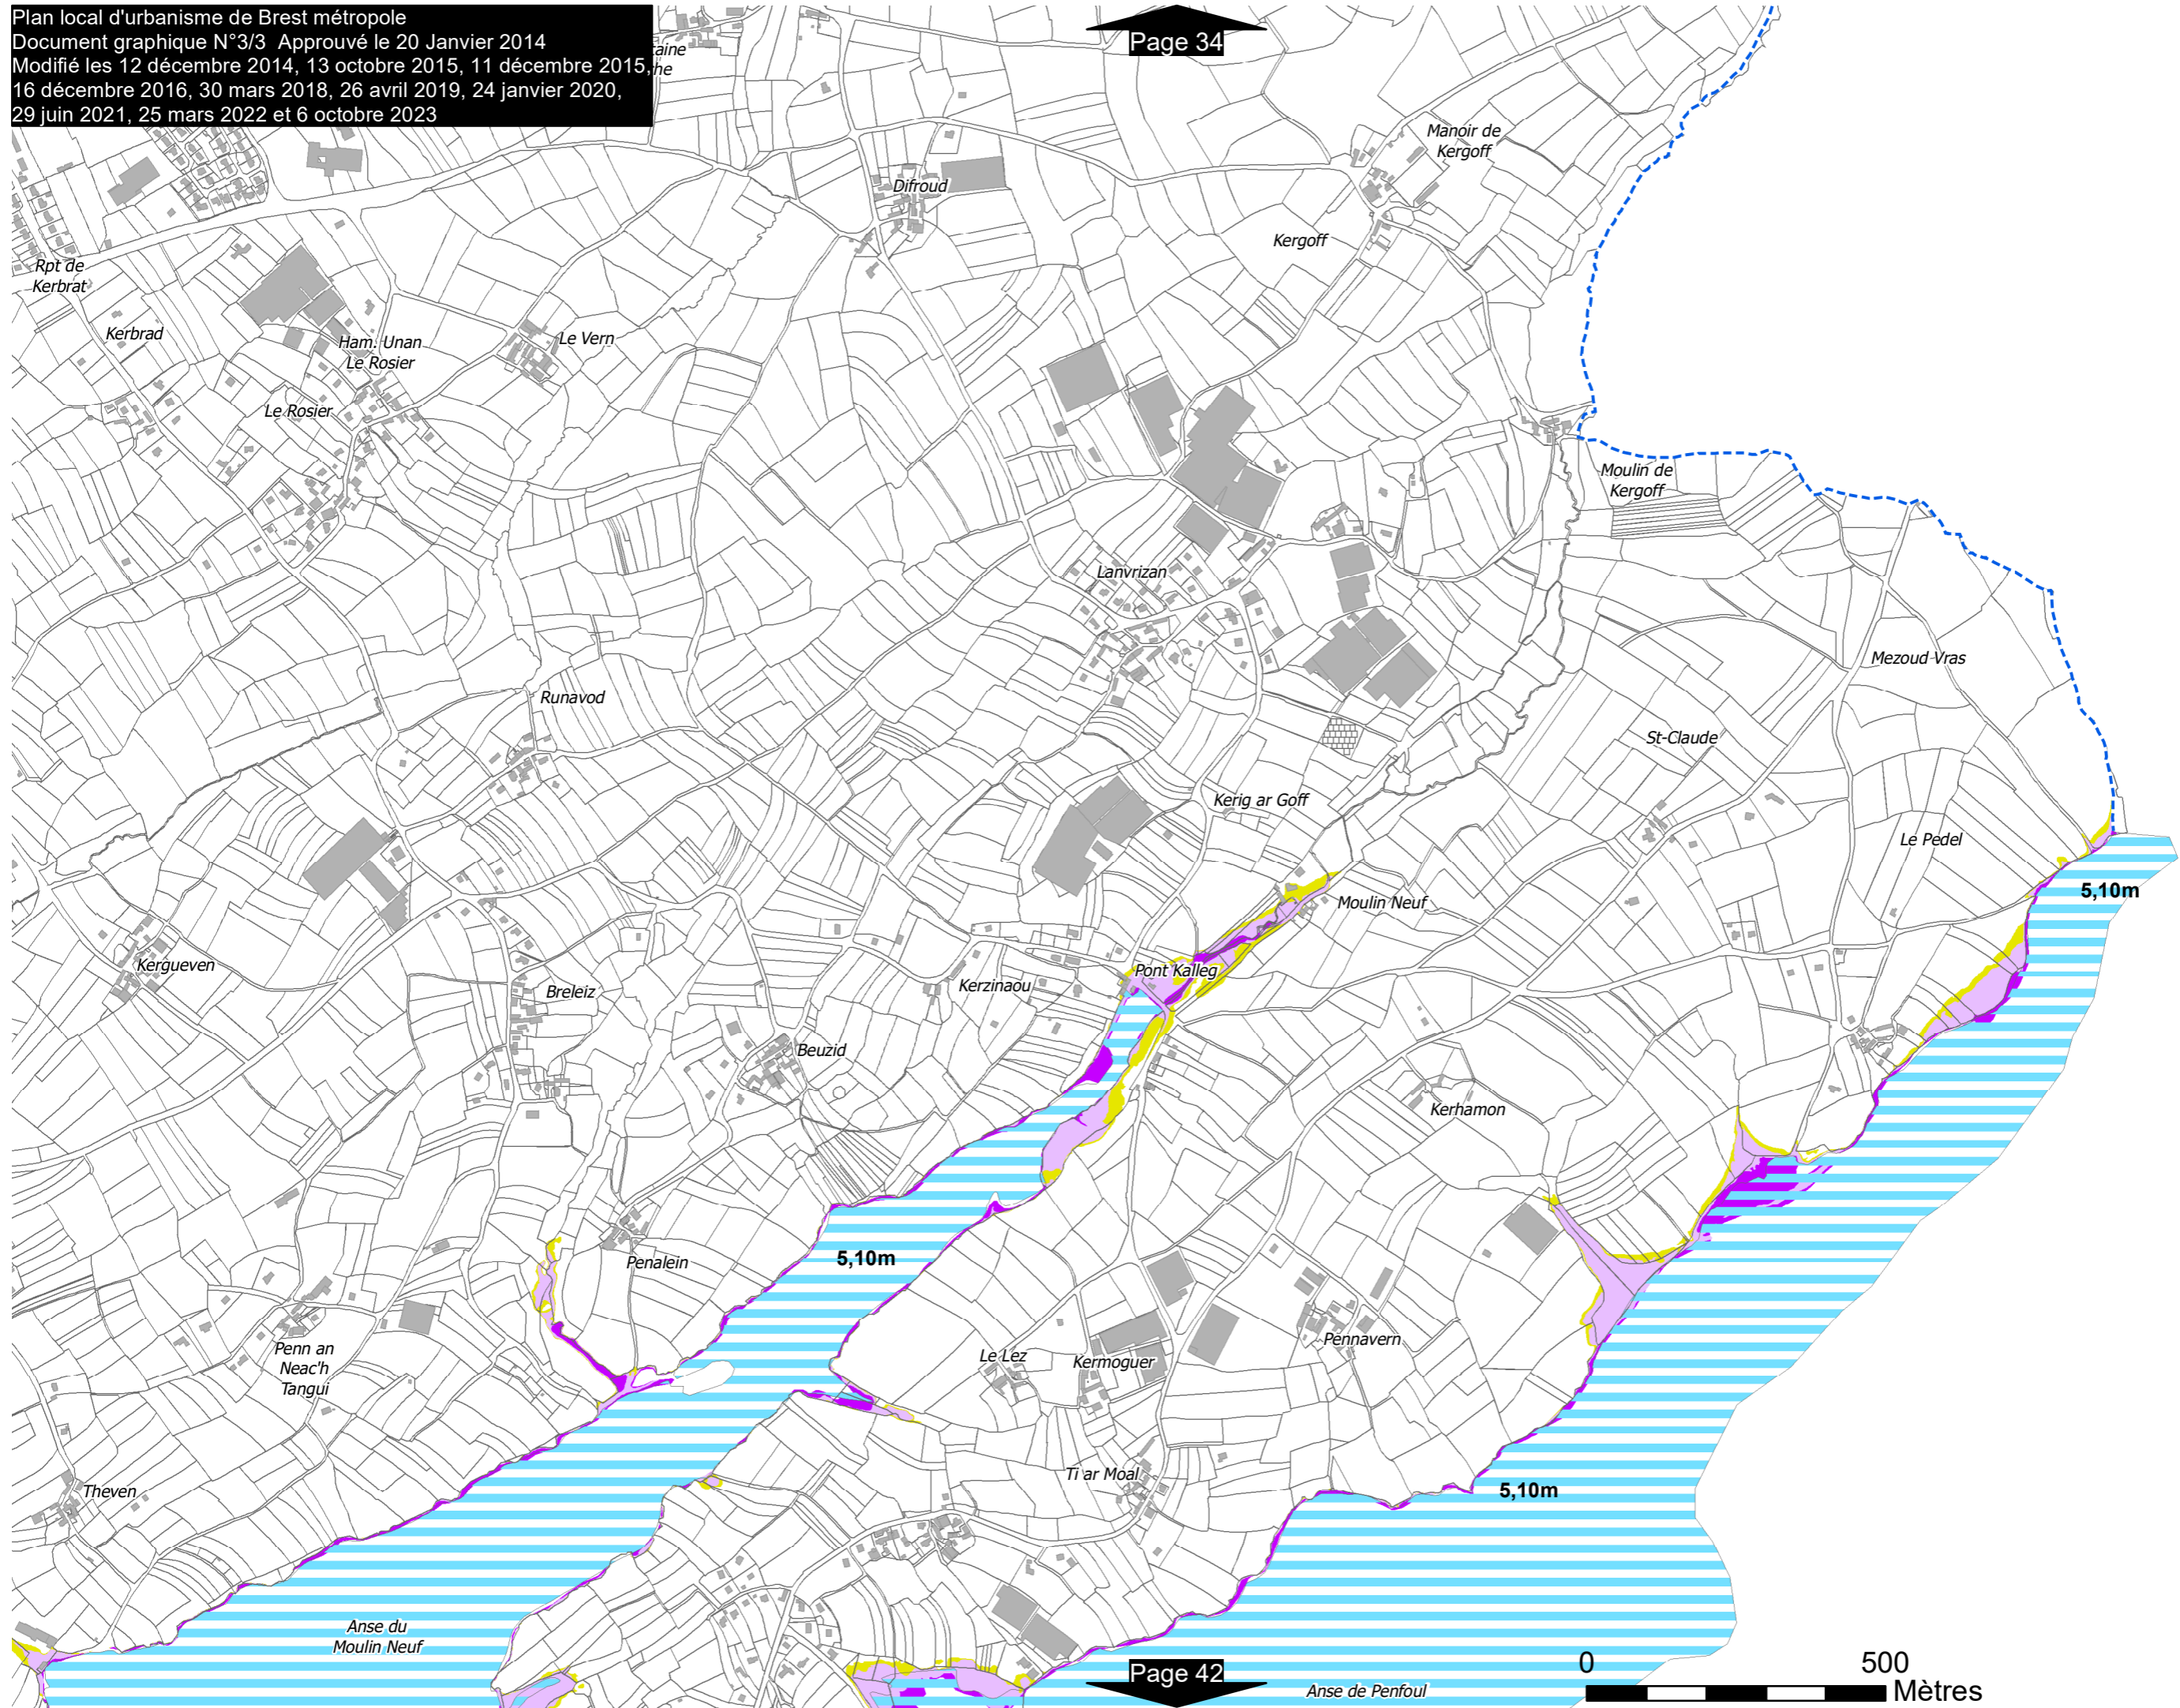 Plan local d'urbanisme de Brest métropole
Document graphique N°3/3 Approuvé le 20 Janvier 2014
Modifié les 12 décembre 2014, 13 octobre 2015, 11 décembre 2015,
16 décembre 2016, 30 mars 2018, 26 avril 2019, 24 janvier 2020,
29 juin 2021, 25 mars 2022 et 6 octobre 2023
Page 34
Manoir de
Kergoff
Difroud
Kergoff
Rpt de
Kerbrat
Kerbrad
Ham. Unan
Le Rosier
Le Vern
Le Rosier
Moulin de
Kergoff
Lanvrizan
Mezoud Vras
Runavod
St-Claude
Kerig ar Goff
Le Pedel
5,10m
Moulin Neuf
Kergueven
Pont Kalleg
Kerzinaou
Breleiz
Beuzid
Kerhamon
5,10m
Penalein
Penn an
Neac'h
Tangui
Le Lez
Kermoguer
Pennavern
Ti ar Moal
Theven
5,10m
Anse du
Moulin Neuf
Page 42
Anse de Penfoul
0 500
Mètres